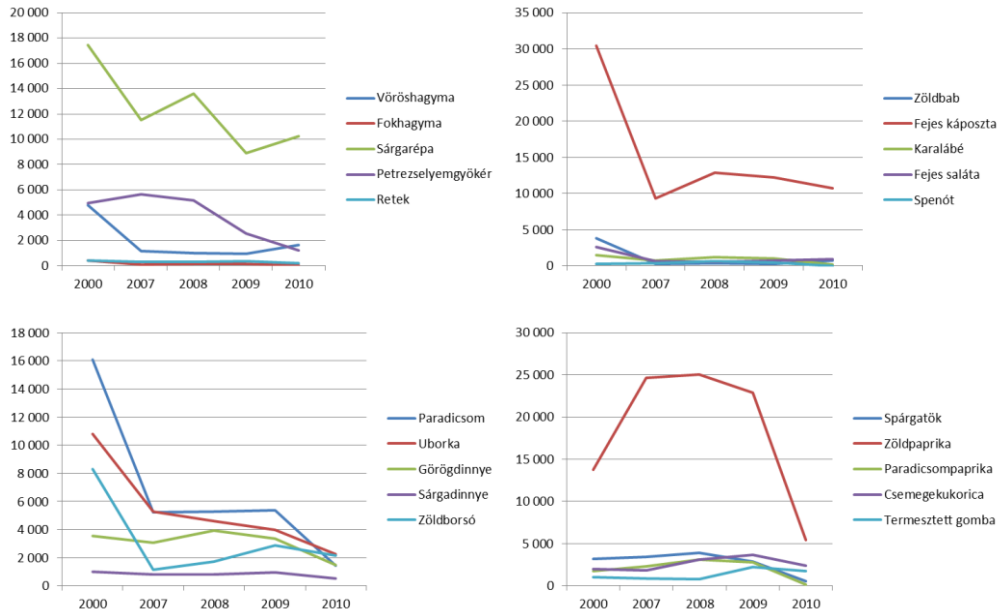 20 000
18 000
16 000
14 000
12 000
10 000
8 000
6 000
4 000
2 000
0
2000 2007 2008 2009 2010
Vöröshagyma
Fokhagyma
Sárgarépa
Petrezselyemgyökér
Retek
35 000
30 000
25 000
20 000
15 000
10 000
5 000
0
2000 2007 2008 2009 2010
Zöldbab
Fejes káposzta
Karalábé
Fejes saláta
Spenót
18 000
16 000
14 000
12 000
10 000
8 000
6 000
4 000
2 000
0
2000 2007 2008 2009 2010
Paradicsom
Uborka
Görögdinnye
Sárgadinnye
Zöldborsó
30 000
25 000
20 000
15 000
10 000
5 000
0
2000 2007 2008 2009 2010
Spárgatök
Zöldpaprika
Paradicsompaprika
Csemegekukorica
Termesztett gomba